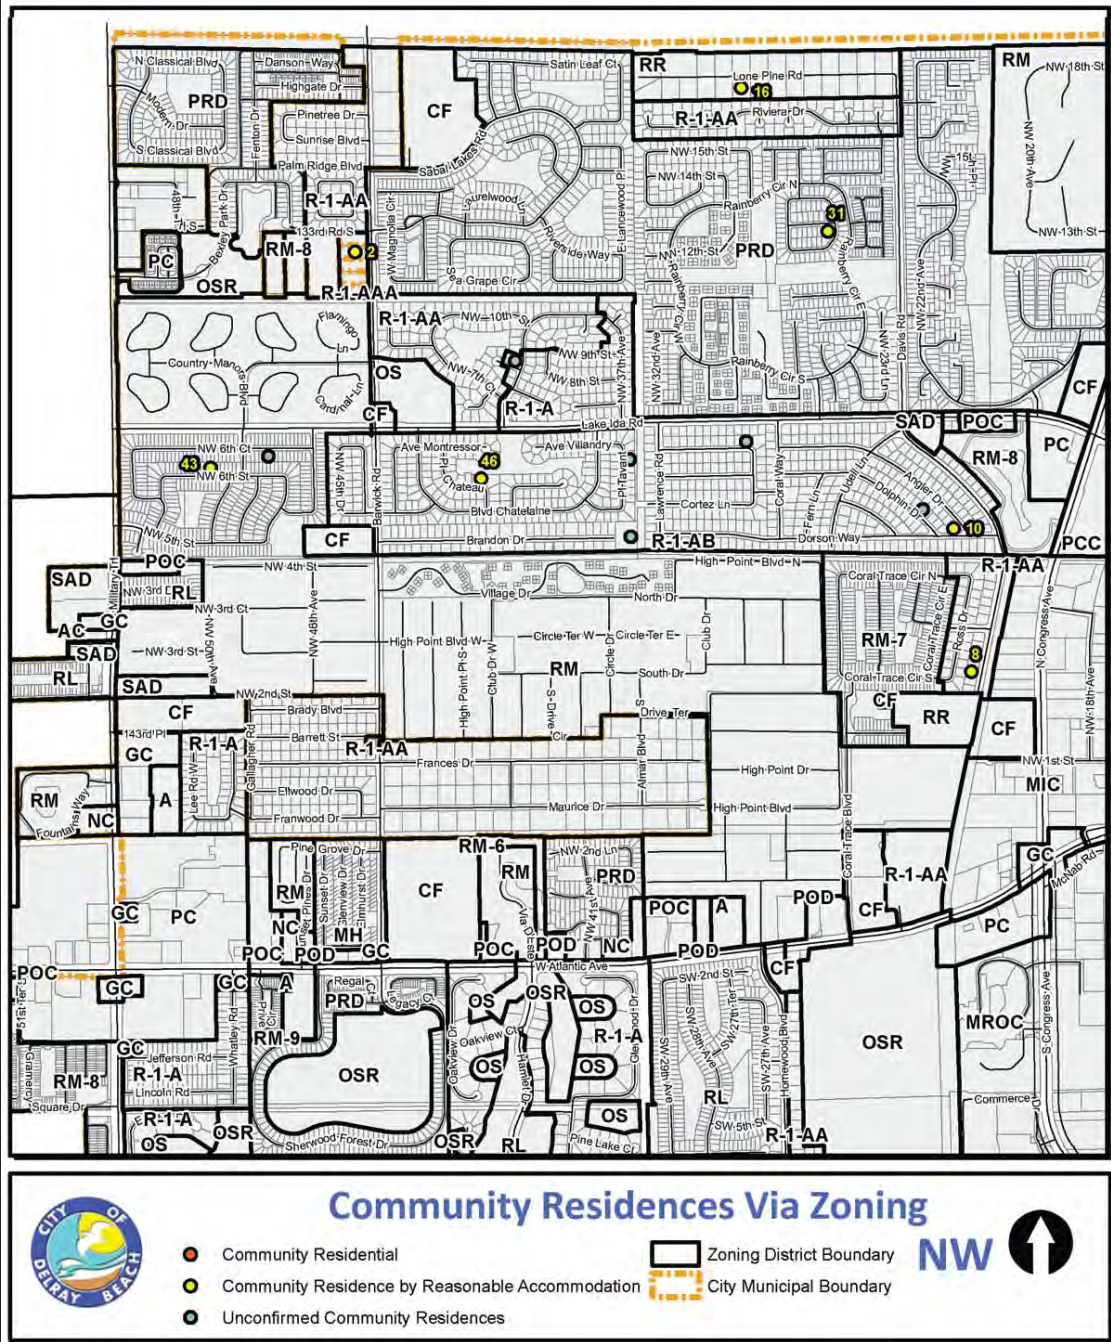 N Classical Blvd
Danson Way
Highgate Dr
PRD
Modern Dr
Fenton Dr
Pinetree Dr
Sunrise Blvd
S Classical Blvd
Palm Ridge Blvd
CF
Satin Leaf Ct
Sabal Lakes Rd
RR
Lone Pine Rd
16
R-1-AA
Riviera Dr
RM
NW 18th St
NW 20th Ave
NW 13th St
R-1-AA
133rd Rd S
Bexley Park Dr
PC
OSR
RM-8
2
R-1-AAA
W Magnolia Cir
Laurelwood Ln
Riverside Way
E Lancewood Pl
Sea Grape Cir
NW 15th St
NW 14th St
NW 12th St
Rainberry Cir N
31
PRD
Rainberry Cir E
Rainberry Cir W
Rainberry Cir S
NW 22nd Ave
NW 23rd Ln
Davis Rd
NW 32nd Ave
Flamingo Ln
Country Manors Blvd
Cardinal Ln
R-1-AA
NW 10th St
NW 9th St
NW 8th St
NW 7th Ct
NW 37th Ave
R-1-A
OS
CF
Lake Ida Rd
SAD
POC
CF
PC
RM-8
NW 6th Ct
43
NW 6th St
NW 5th St
NW 45th Dr
Barwick Rd
Ave Montressor
Ave Villandry
46
Pl Chateau
Pl Tavant
Blvd Chatelaine
Brandon Dr
Lawrence Rd
Cortez Ln
Coral Way
Fern Ln
Udell Ln
Dolphin Dr
Angler Dr
10
Dorson Way
R-1-AB
CF
PCC
R-1-AA
POC
SAD
Military Trl
RL
GC
AC
SAD
RL
SAD
NW 4th St
NW 3rd Ct
NW 3rd St
NW 50th Ave
NW 46th Ave
NW 2nd St
Village Dr
North Dr
High Point Blvd N
High Point Blvd W
High Point Pl S
Club Dr W
Circle Ter W
Circle Ter E
Circle Dr
Club Dr
RM
South Dr
S Drive Cir
Drive Ter
Coral Trace Cir N
Coral Trace Cir E
Ross Dr
RM-7
8
Coral Trace Cir S
CF
RR
CF
N Congress Ave
NW 18th Ave
NW 1st St
MIC
CF
143rd Pl
GC
R-1-A
Gallagher Rd
Brady Blvd
Barrett St
R-1-AA
Frances Dr
Almar Blvd
High Point Dr
High Point Blvd
Maurice Dr
Ellwood Dr
Franwood Dr
Lee Rd W
A
RM
Fountains Way
NC
Coral Trace Blvd
GC
McNab Rd
R-1-AA
CF
PC
RM-6
Pine Grove Dr
RM
Sunset Pines Dr
Sunset Dr
Glenview Dr
Elmhurst Dr
MH
NC
POC
POD
GC
CF
RM
POC
POD
NW 2nd Ln
PRD
NW 41st Ave
NC
POC
A
POD
POD
GC
PC
POC
51st Ter S
GC
GC
GC
W Atlantic Ave
A
RM-9
Regal Ct
PRD
Legacy Ct
OSR
Sherwood Forest Dr
Oakview Dr
Oakview Ct
OS
OSR
OS
OS
OS
R-1-A
Glenwood Dr
Hamlet Dr
OS
Pine Lake Ct
OSR
RL
SW 2nd St
SW 27th Ter
SW 28th Ave
SW 29th Ave
SW 27th Ave
RL
SW 5th St
Homewood Blvd
CF
R-1-AA
OSR
MROC
S Congress Ave
Commerce Dr
Gramercy
Square Dr
RM-8
Jefferson Rd
R-1-A
Lincoln Rd
Whatley Rd
R-1-A
OS
OSR
CITY OF DELRAY BEACH
Community Residences Via Zoning
NW
Community Residential
Community Residence by Reasonable Accommodation
Unconfirmed Community Residences
Zoning District Boundary
City Municipal Boundary